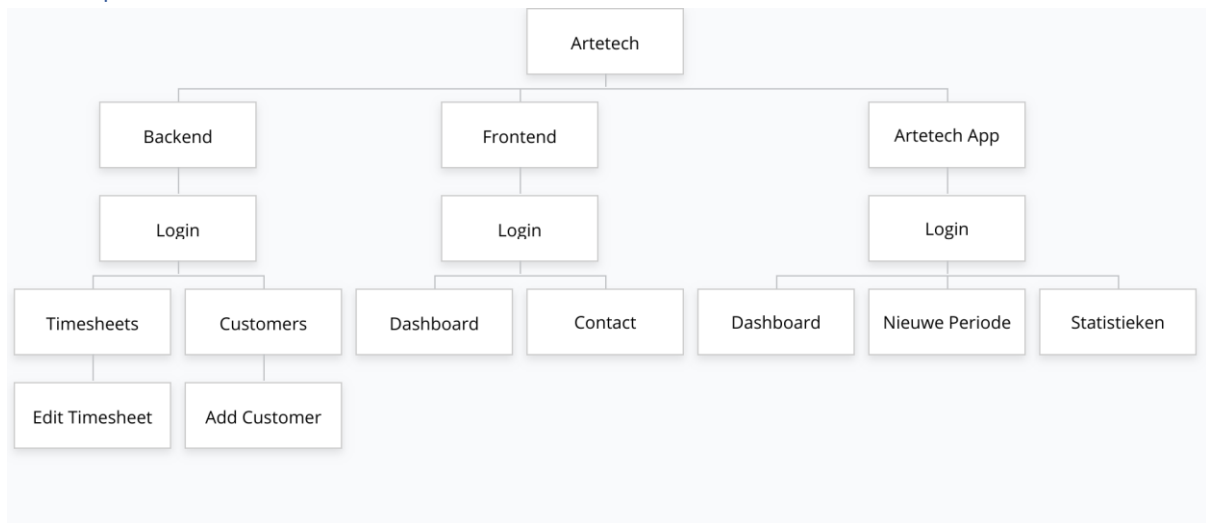 Artetech
Backend
Frontend
Artetech App
Login
Login
Login
Timesheets
Customers
Dashboard
Contact
Dashboard
Nieuwe Periode
Statistieken
Edit Timesheet
Add Customer